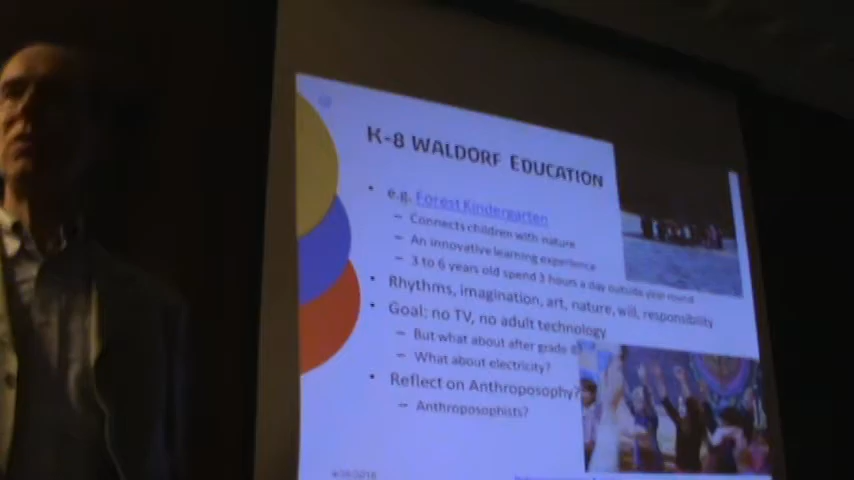 K-8 WALDORF EDUCATION
• e.g. Forest Kindergarten
– Connects children with nature
– An innovative learning experience
– 3 to 6 years old spend 3 hours a day outside year round
• Rhythms, imagination, art, nature, will, responsibility
• Goal: no TV, no adult technology
– But what about after grade
– What about electricity?
• Reflect on Anthroposophy?
– Anthroposophists?